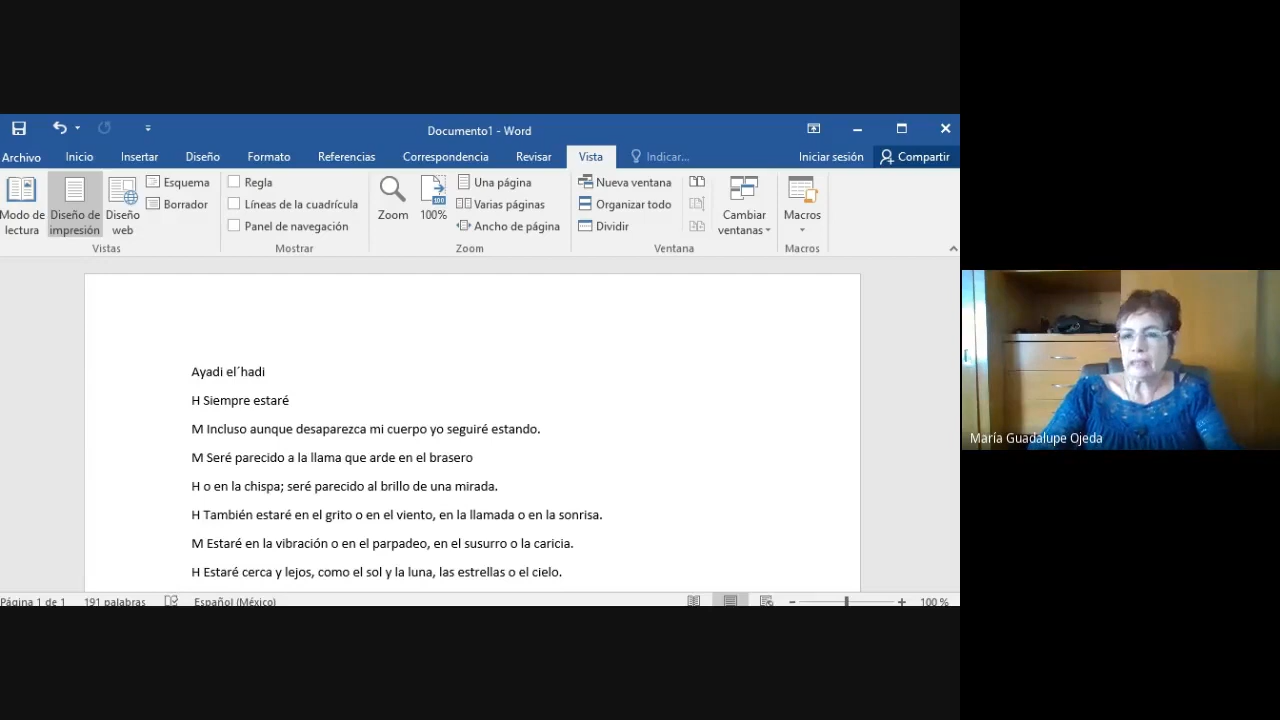 Documento1 - Word
Archivo Inicio Insertar Diseño Formato Referencias Correspondencia Revisar Vista Indicar... Iniciar sesión Compartir
Modo de lectura
Diseño de impresión
Diseño web
Esquema
Borrador
Vistas
Regla
Líneas de la cuadrícula
Panel de navegación
Mostrar
Zoom
100
100%
Una página
Varias páginas
Ancho de página
Zoom
Nueva ventana
Organizar todo
Dividir
Cambiar ventanas
Ventana
Macros
Macros
Ayadi el´hadi
H Siempre estaré
M Incluso aunque desaparezca mi cuerpo yo seguiré estando.
M Seré parecido a la llama que arde en el brasero
H o en la chispa; seré parecido al brillo de una mirada.
H También estaré en el grito o en el viento, en la llamada o en la sonrisa.
M Estaré en la vibración o en el parpadeo, en el susurro o la caricia.
H Estaré cerca y lejos, como el sol y la luna, las estrellas o el cielo.
Página 1 de 1 191 palabras Español (México) 100 %
María Guadalupe Ojeda